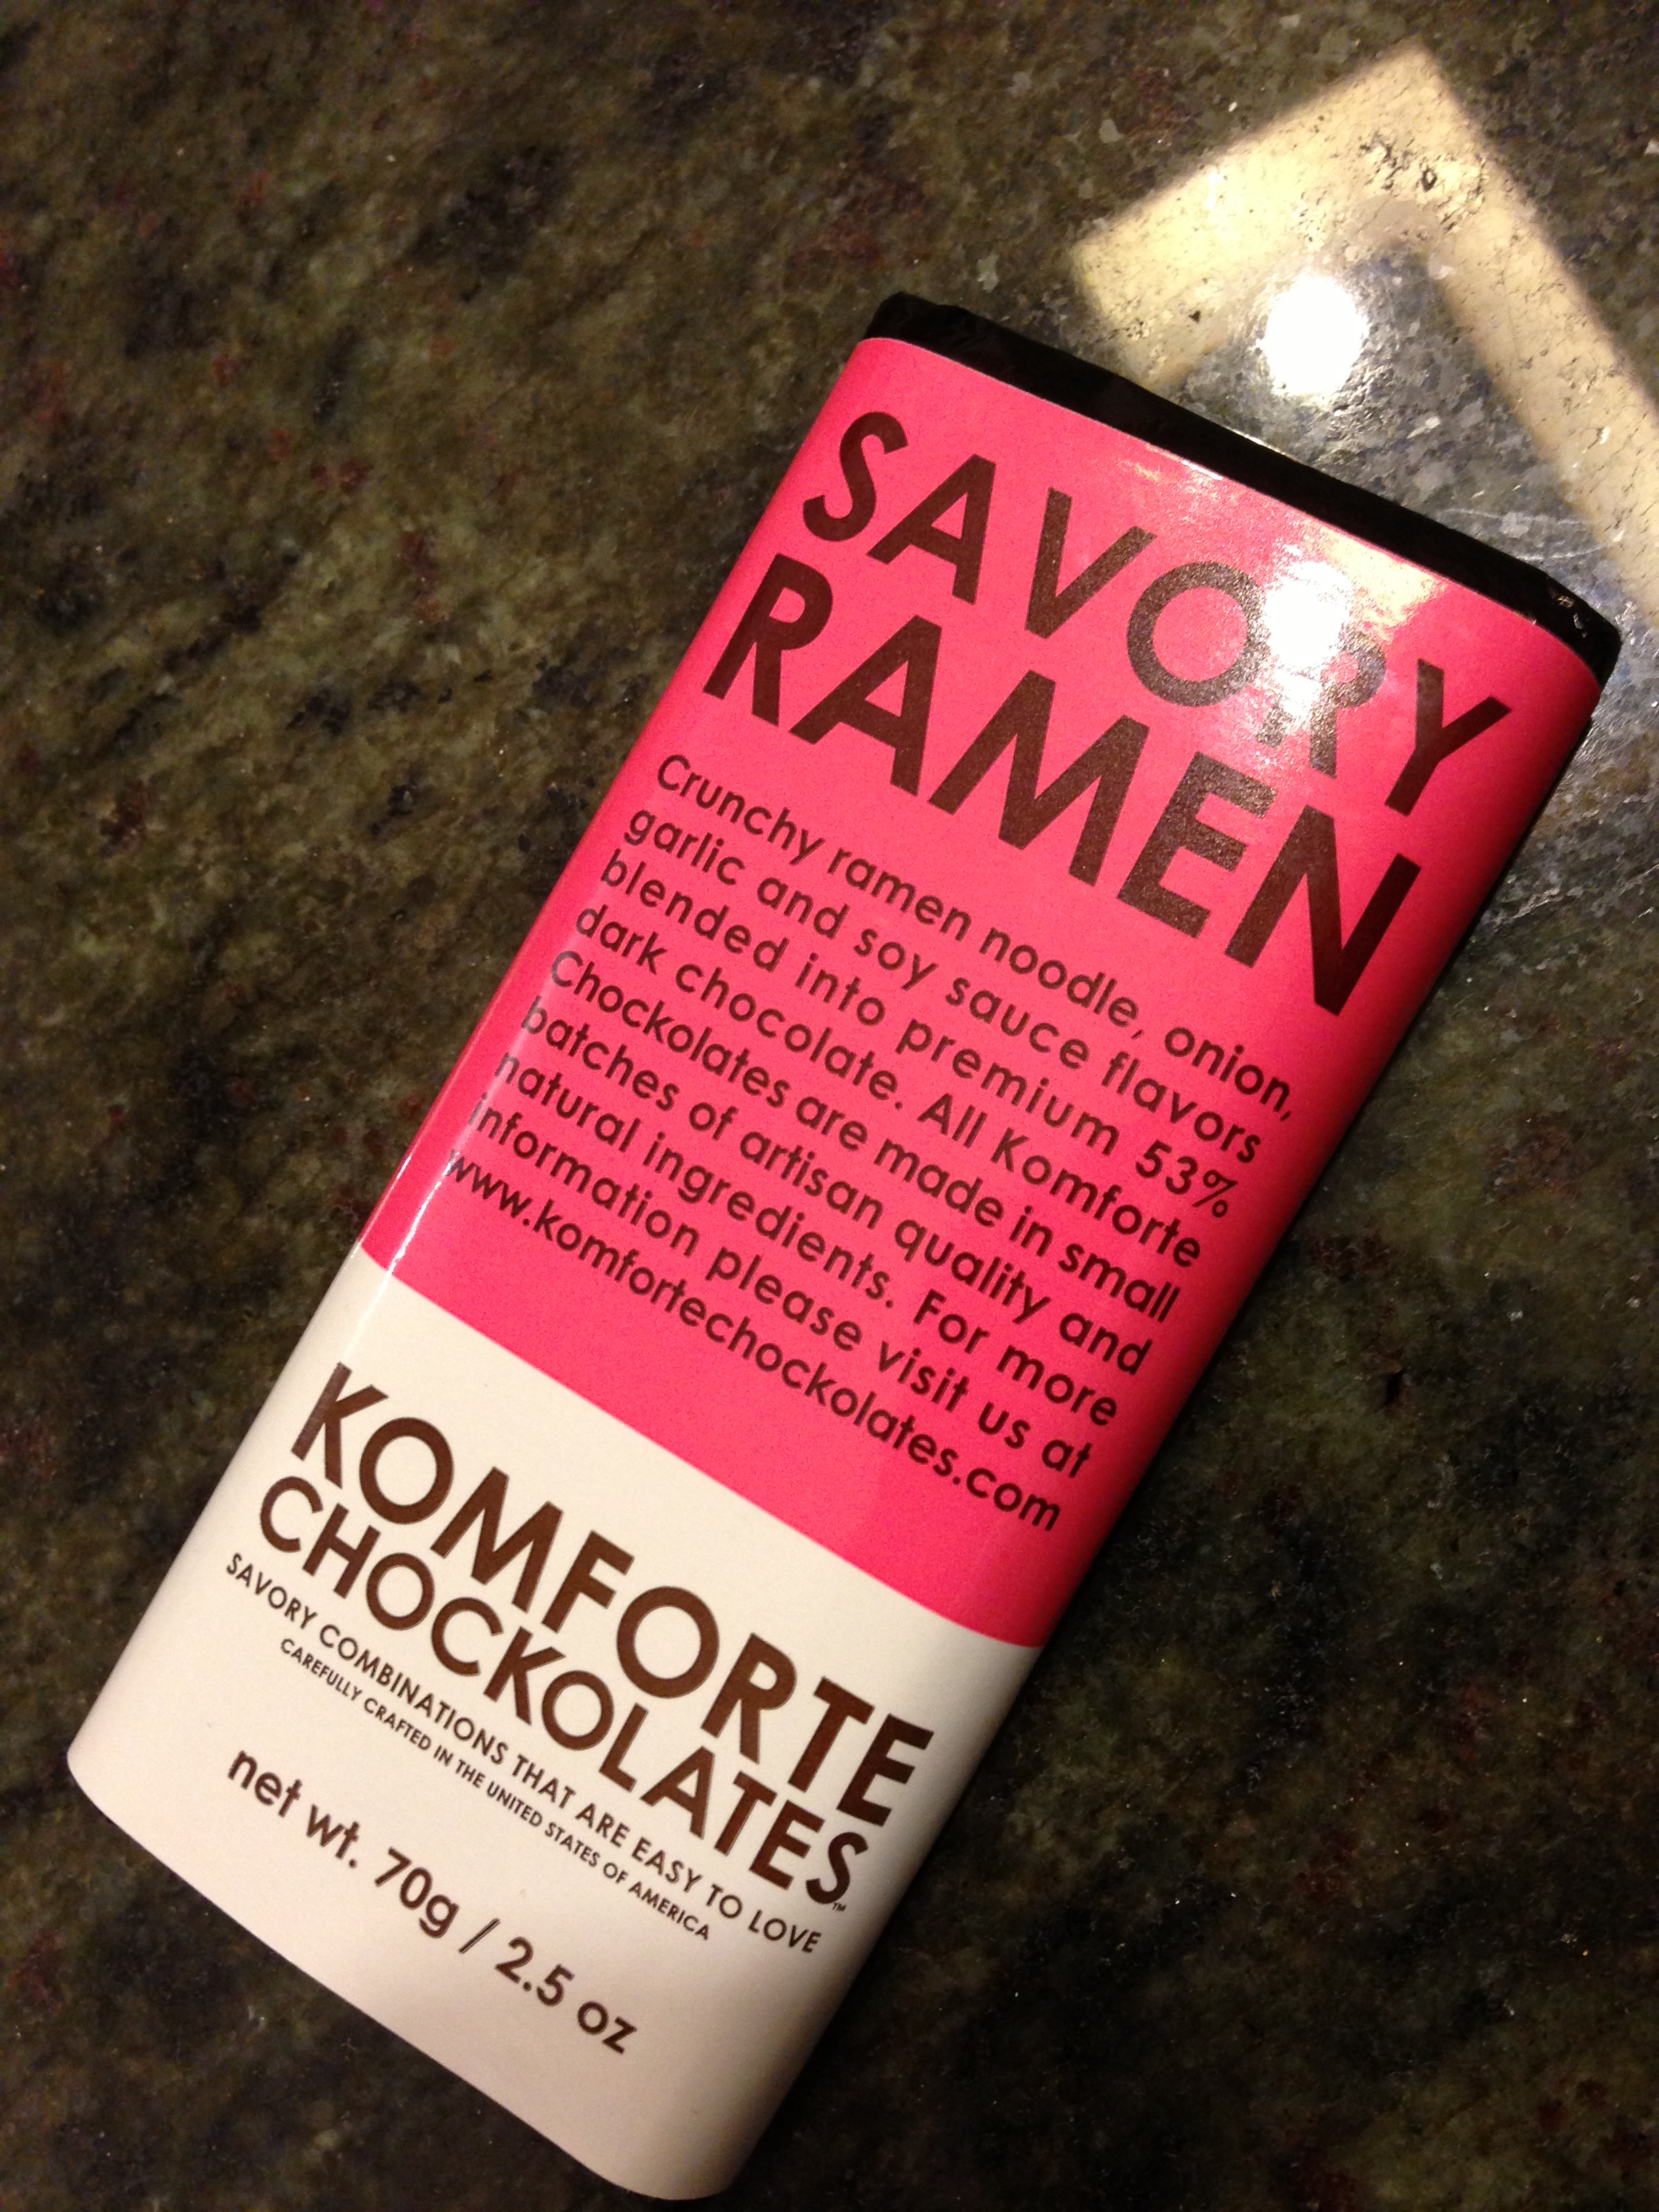 SAVORY
RAMEN
Crunchy ramen noodle, onion,
garlic and soy sauce flavors
blended into premium 53%
dark chocolate. All Komforte
Chockolates are made in small
batches of artisan quality and
natural ingredients. For more
information please visit us at
www.komfortechockolates.com
KOMFORTE
CHOCKOLATES™
SAVORY COMBINATIONS THAT ARE EASY TO LOVE
CAREFULLY CRAFTED IN THE UNITED STATES OF AMERICA
net wt. 70g / 2.5 oz